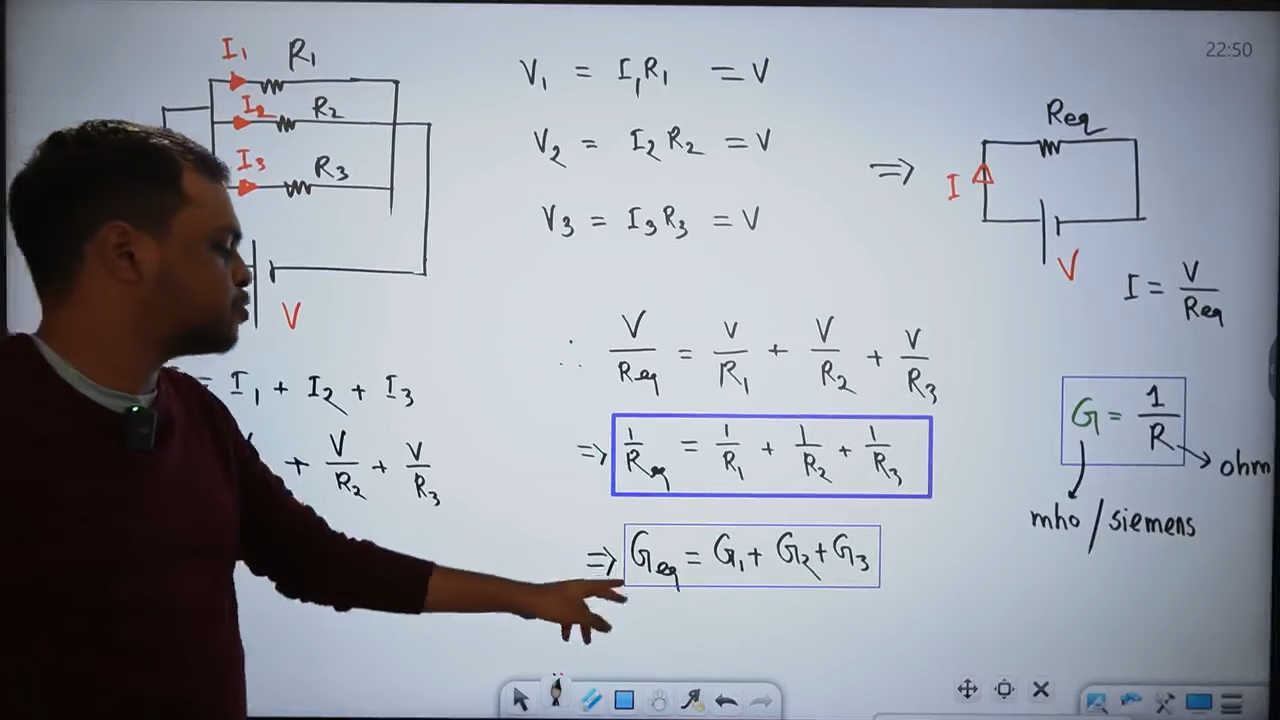 22:50
I1 R1
I2 R2
I3 R3
V
V1 = I1R1 = V
V2 = I2R2 = V
V3 = I3R3 = V
⇒
Req
I
V
I = V/Req
= I1 + I2 + I3
+ V/R2 + V/R3
∴ V/Req = V/R1 + V/R2 + V/R3
⇒ 1/Req = 1/R1 + 1/R2 + 1/R3
⇒ Geq = G1 + G2 + G3
G = 1/R → ohm
mho / siemens